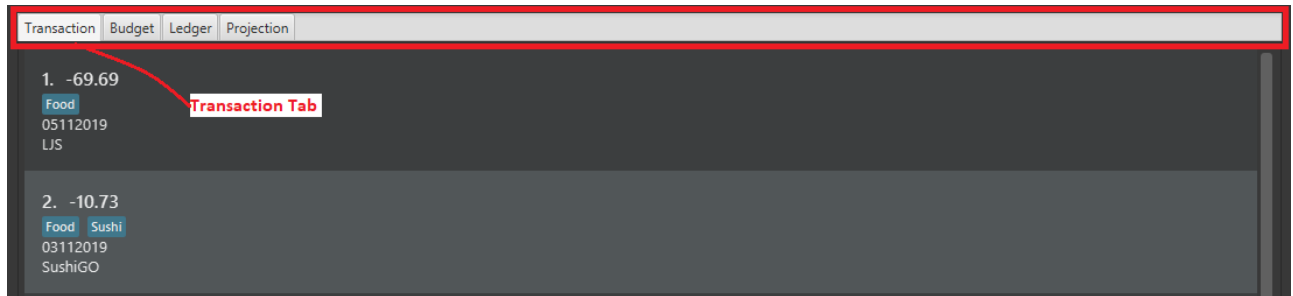 Transaction Budget Ledger Projection
1. -69.69
Food
Transaction Tab
05112019
LJS
2. -10.73
Food Sushi
03112019
SushiGO